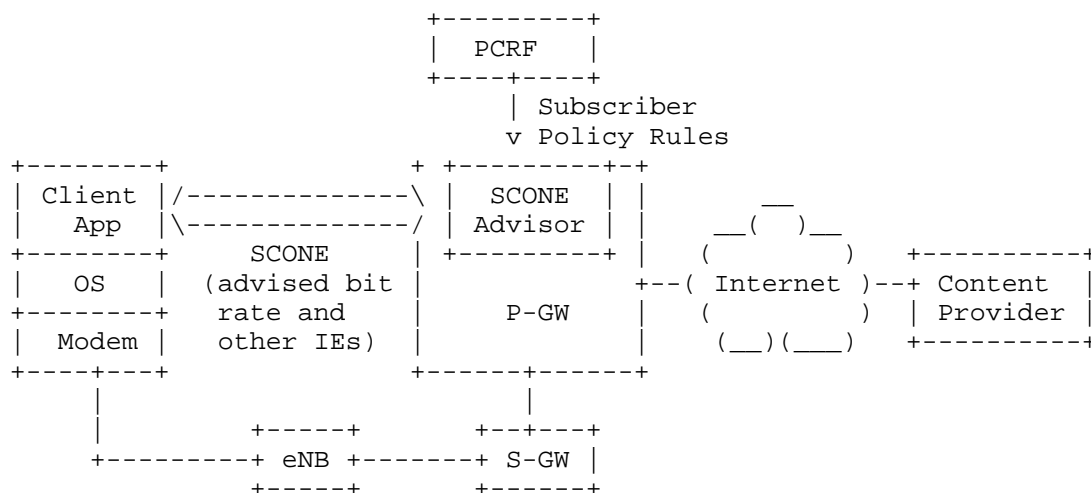 PCRF
Subscriber
Policy Rules
Client SCONE
App Advisor
SCONE
OS (advised bit Internet Content
rate and P-GW Provider
Modem other IEs)
eNB S-GW